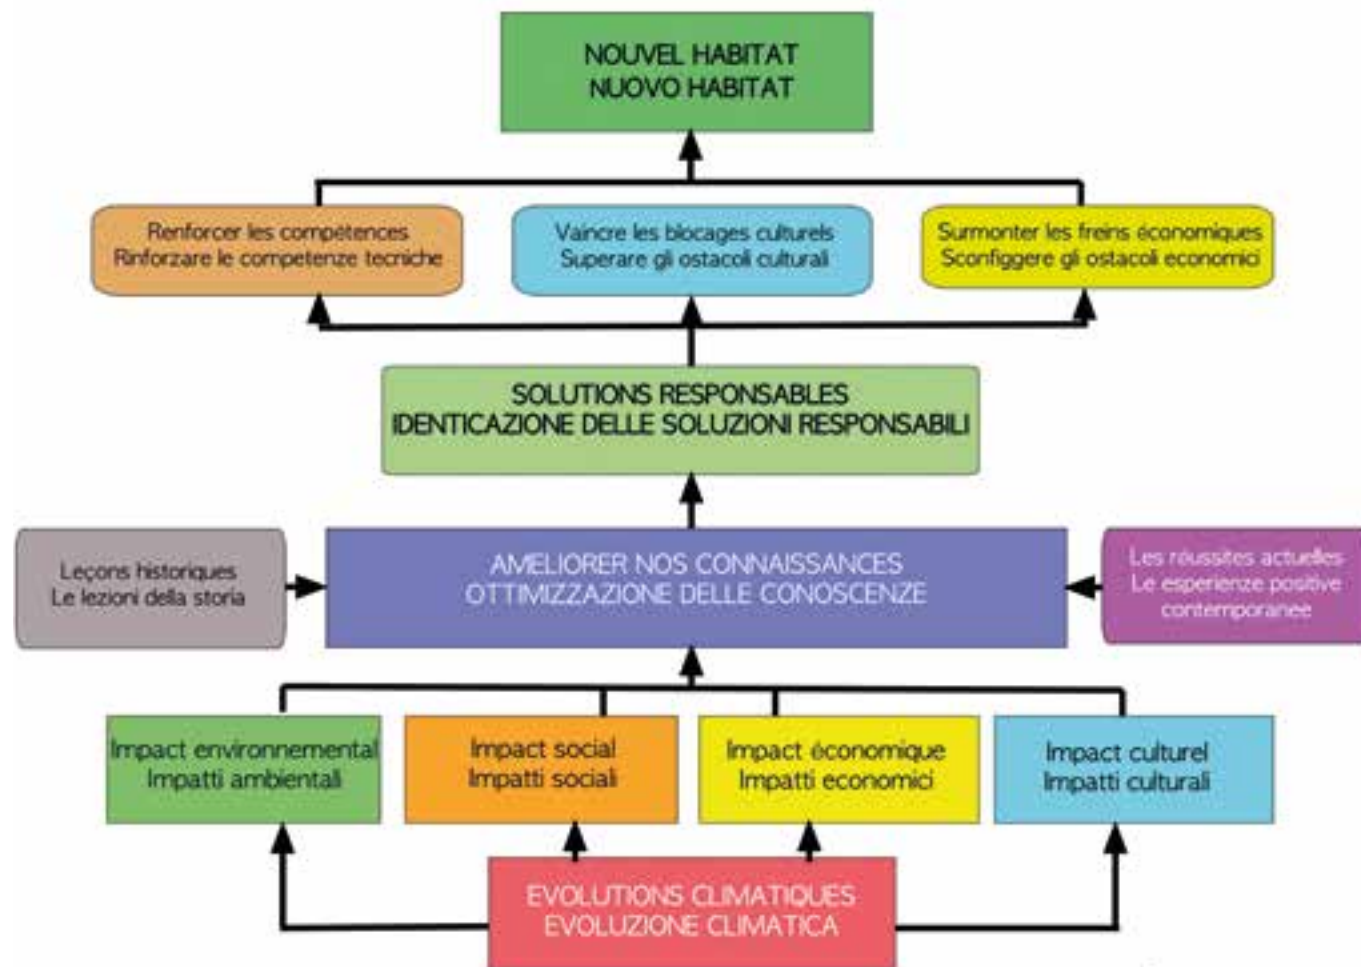 NOUVEL HABITAT
NUOVO HABITAT
Renforcer les compétences
Rinforzare le competenze tecniche
Vaincre les blocages culturels
Superare gli ostacoli culturali
Surmonter les freins économiques
Sconfiggere gli ostacoli economici
SOLUTIONS RESPONSABLES
IDENTICAZIONE DELLE SOLUZIONI RESPONSABILI
Leçons historiques
Le lezioni della storia
AMELIORER NOS CONNAISSANCES
OTTIMIZZAZIONE DELLE CONOSCENZE
Les réussites actuelles
Le esperienze positive
contemporanee
Impact environnemental
Impatti ambientali
Impact social
Impatti sociali
Impact économique
Impatti economici
Impact culturel
Impatti culturali
EVOLUTIONS CLIMATIQUES
EVOLUZIONE CLIMATICA